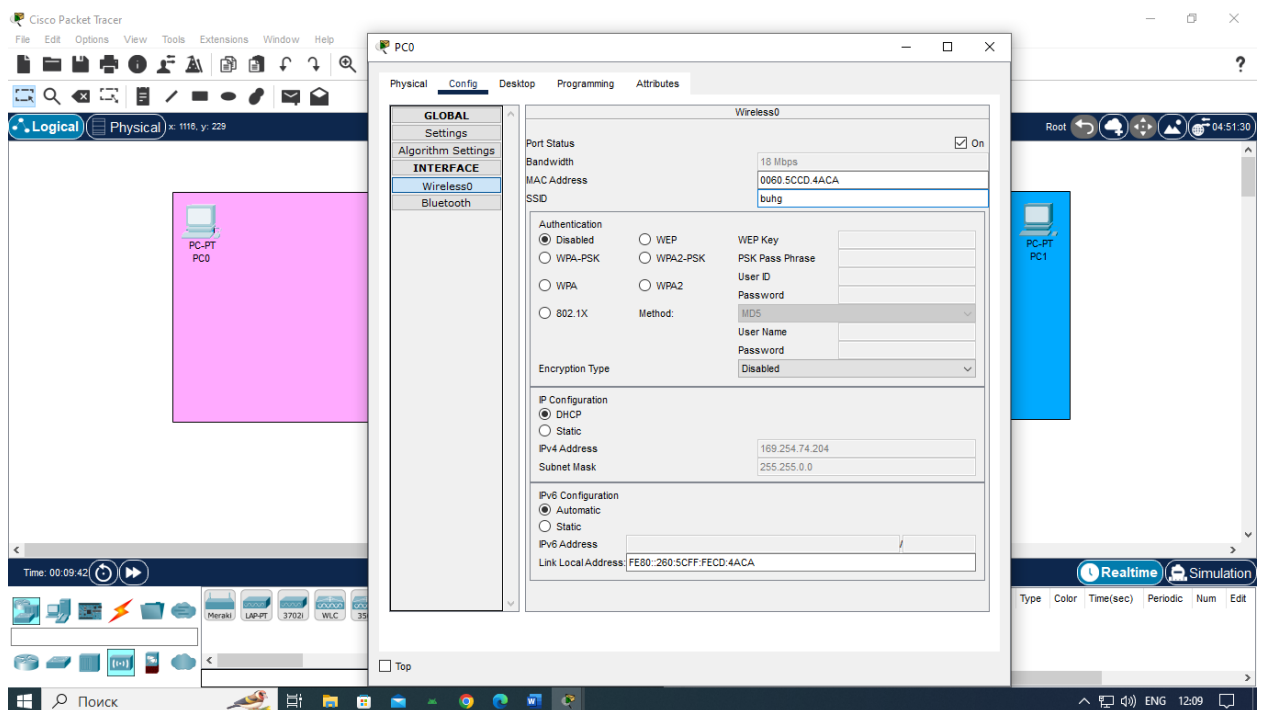 Cisco Packet Tracer
File Edit Options View Tools Extensions Window Help
Logical Physical x: 1116, y: 229
Root 04:51:30
PC-PT
PC0
PC-PT
PC1
PC0
Physical Config Desktop Programming Attributes
GLOBAL
Settings
Algorithm Settings
INTERFACE
Wireless0
Bluetooth
Wireless0
Port Status On
Bandwidth 18 Mbps
MAC Address 0060.5CCD.4ACA
SSID buhg
Authentication
Disabled WEP WEP Key
WPA-PSK WPA2-PSK PSK Pass Phrase
User ID
WPA WPA2
Password
802.1X Method: MD5
User Name
Password
Encryption Type Disabled
IP Configuration
DHCP
Static
IPv4 Address 169.254.74.204
Subnet Mask 255.255.0.0
IPv6 Configuration
Automatic
Static
IPv6 Address /
Link Local Address: FE80::260:5CFF:FECD:4ACA
Top
Time: 00:09:42
Realtime Simulation
Meraki LAP-PT 3702i WLC 35
Type Color Time(sec) Periodic Num Edit
Поиск
ENG 12:09